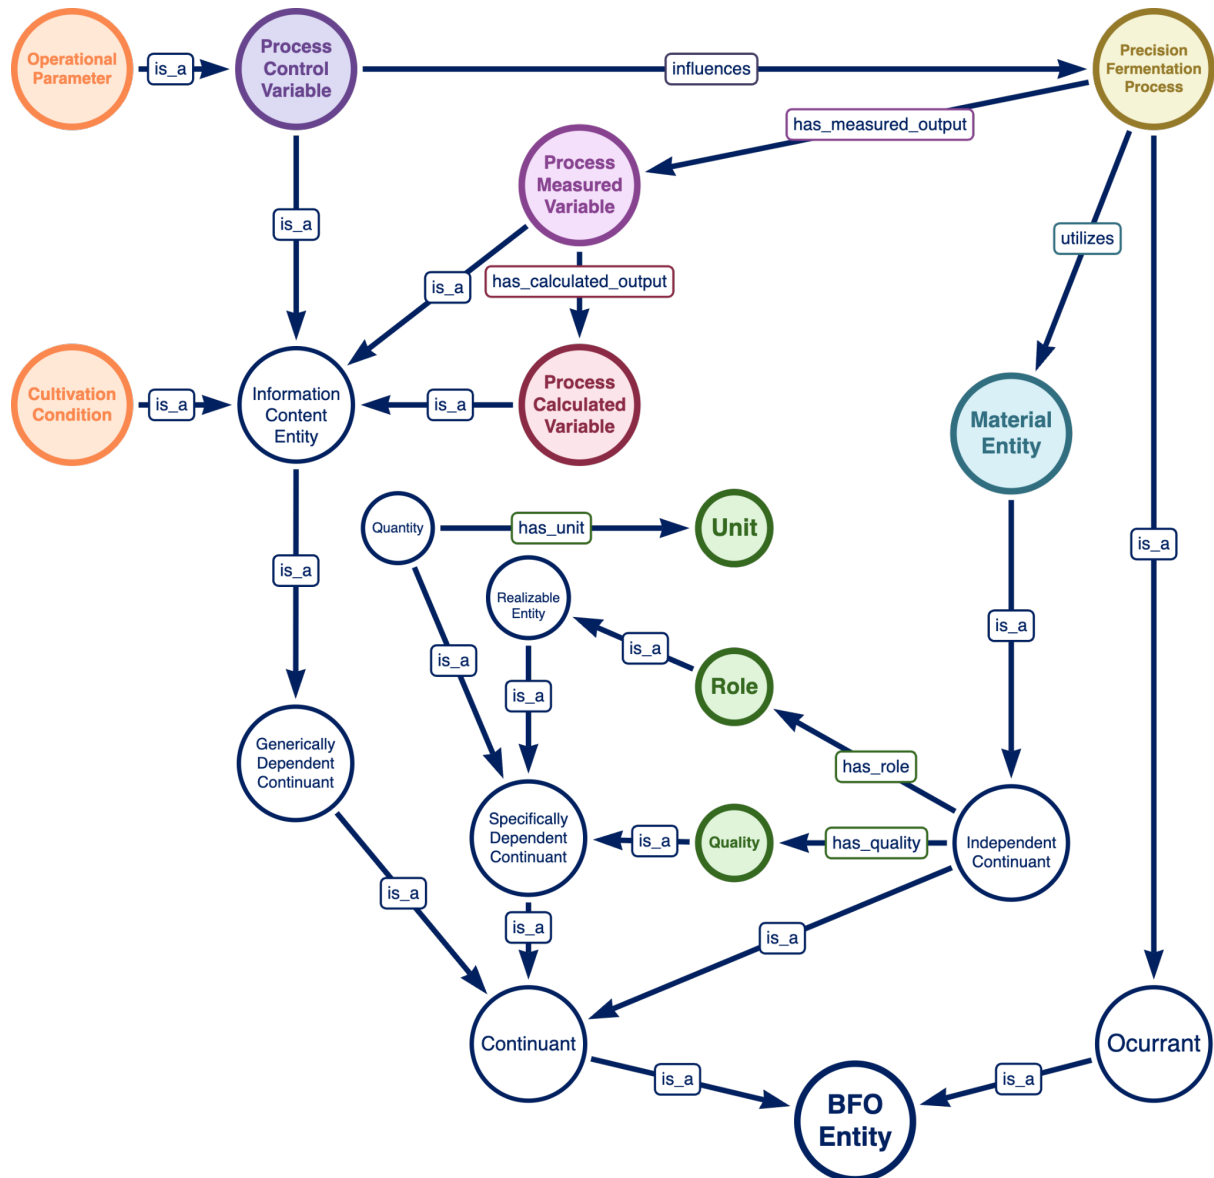 Operational
Parameter
is_a
Process
Control
Variable
influences
Precision
Fermentation
Process
has_measured_output
Process
Measured
Variable
is_a
utilizes
is_a
has_calculated_output
Cultivation
Condition
is_a
Information
Content
Entity
is_a
Process
Calculated
Variable
Material
Entity
Quantity
has_unit
Unit
is_a
is_a
Realizable
Entity
is_a
is_a
is_a
is_a
Role
Generically
Dependent
Continuant
has_role
Specifically
Dependent
Continuant
is_a
Quality
has_quality
Independent
Continuant
is_a
is_a
is_a
Continuant
Ocurrant
is_a
is_a
BFO
Entity